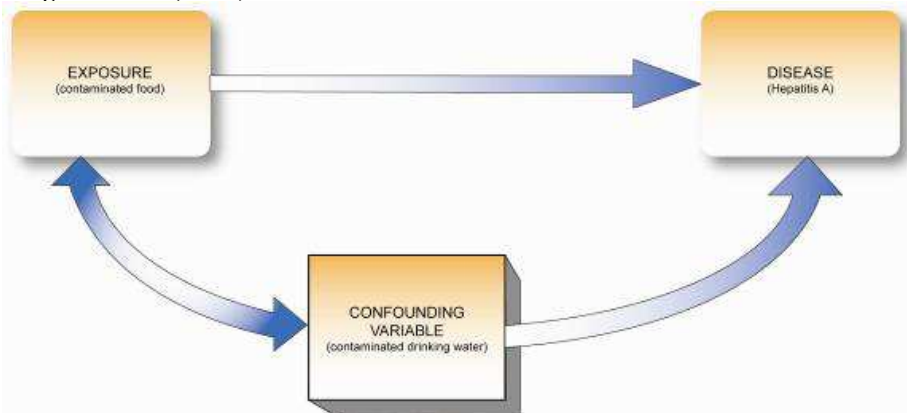 EXPOSURE
(contaminated food)
DISEASE
(Hepatitis A)
CONFOUNDING
VARIABLE
(contaminated drinking water)